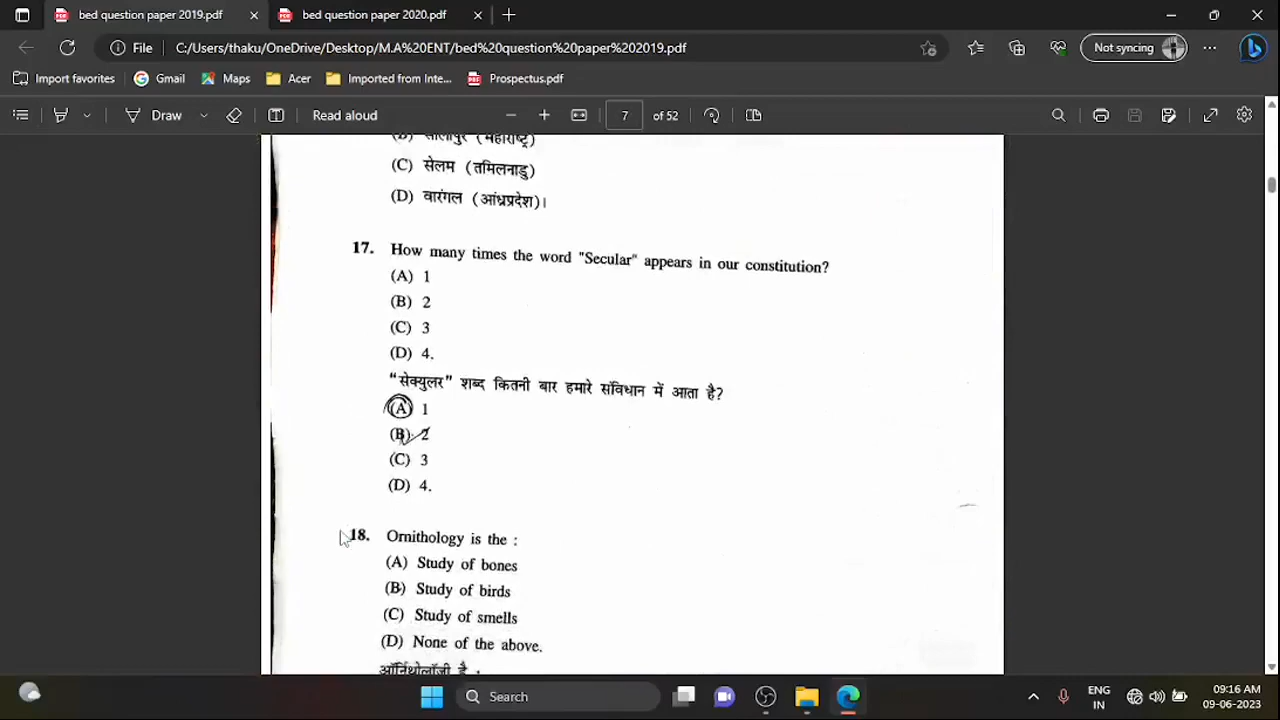 bed question paper 2019.pdf
bed question paper 2020.pdf
File C:/Users/thaku/OneDrive/Desktop/M.A%20ENT/bed%20question%20paper%202019.pdf
Not syncing
Import favorites Gmail Maps Acer Imported from Inte... Prospectus.pdf
Draw Read aloud 7 of 52
(B) सोलापुर (महाराष्ट्र)
(C) सेलम (तमिलनाडु)
(D) वारंगल (आंध्रप्रदेश)।
17. How many times the word "Secular" appears in our constitution?
(A) 1
(B) 2
(C) 3
(D) 4.
“सेक्युलर” शब्द कितनी बार हमारे संविधान में आता है?
(A) 1
(B) 2
(C) 3
(D) 4.
18. Ornithology is the :
(A) Study of bones
(B) Study of birds
(C) Study of smells
(D) None of the above.
ऑर्निथोलॉजी है :
Search
ENG
IN
09:16 AM
09-06-2023